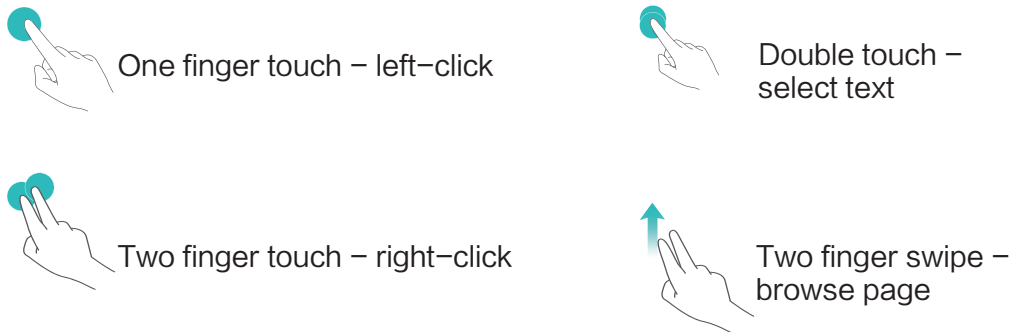 One finger touch – left–click
Double touch –
select text
Two finger touch – right–click
Two finger swipe –
browse page